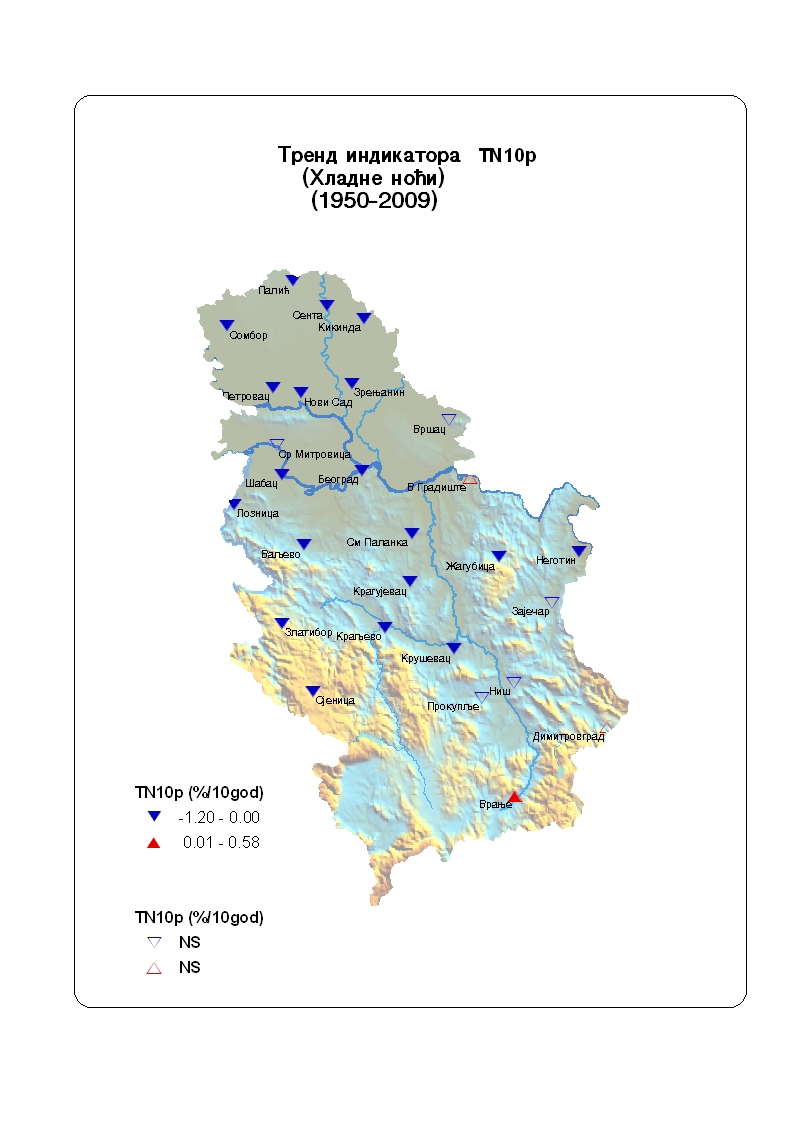 Тренд индикатора TN10p
(Хладне ноћи)
(1950-2009)
Палић
Сента
Кикинда
Сомбор
Петровац
Нови Сад
Зрењанин
Вршац
Ср Митровица
Шабац
Београд
В Градиште
Лозница
См Паланка
Ваљево
Жагубица
Неготин
Крагујевац
Зајечар
Златибор
Краљево
Крушевац
Ниш
Сјеница
Прокупље
Димитровград
Врање
TN10p (%/10god)
-1.20 - 0.00
0.01 - 0.58
TN10p (%/10god)
NS
NS